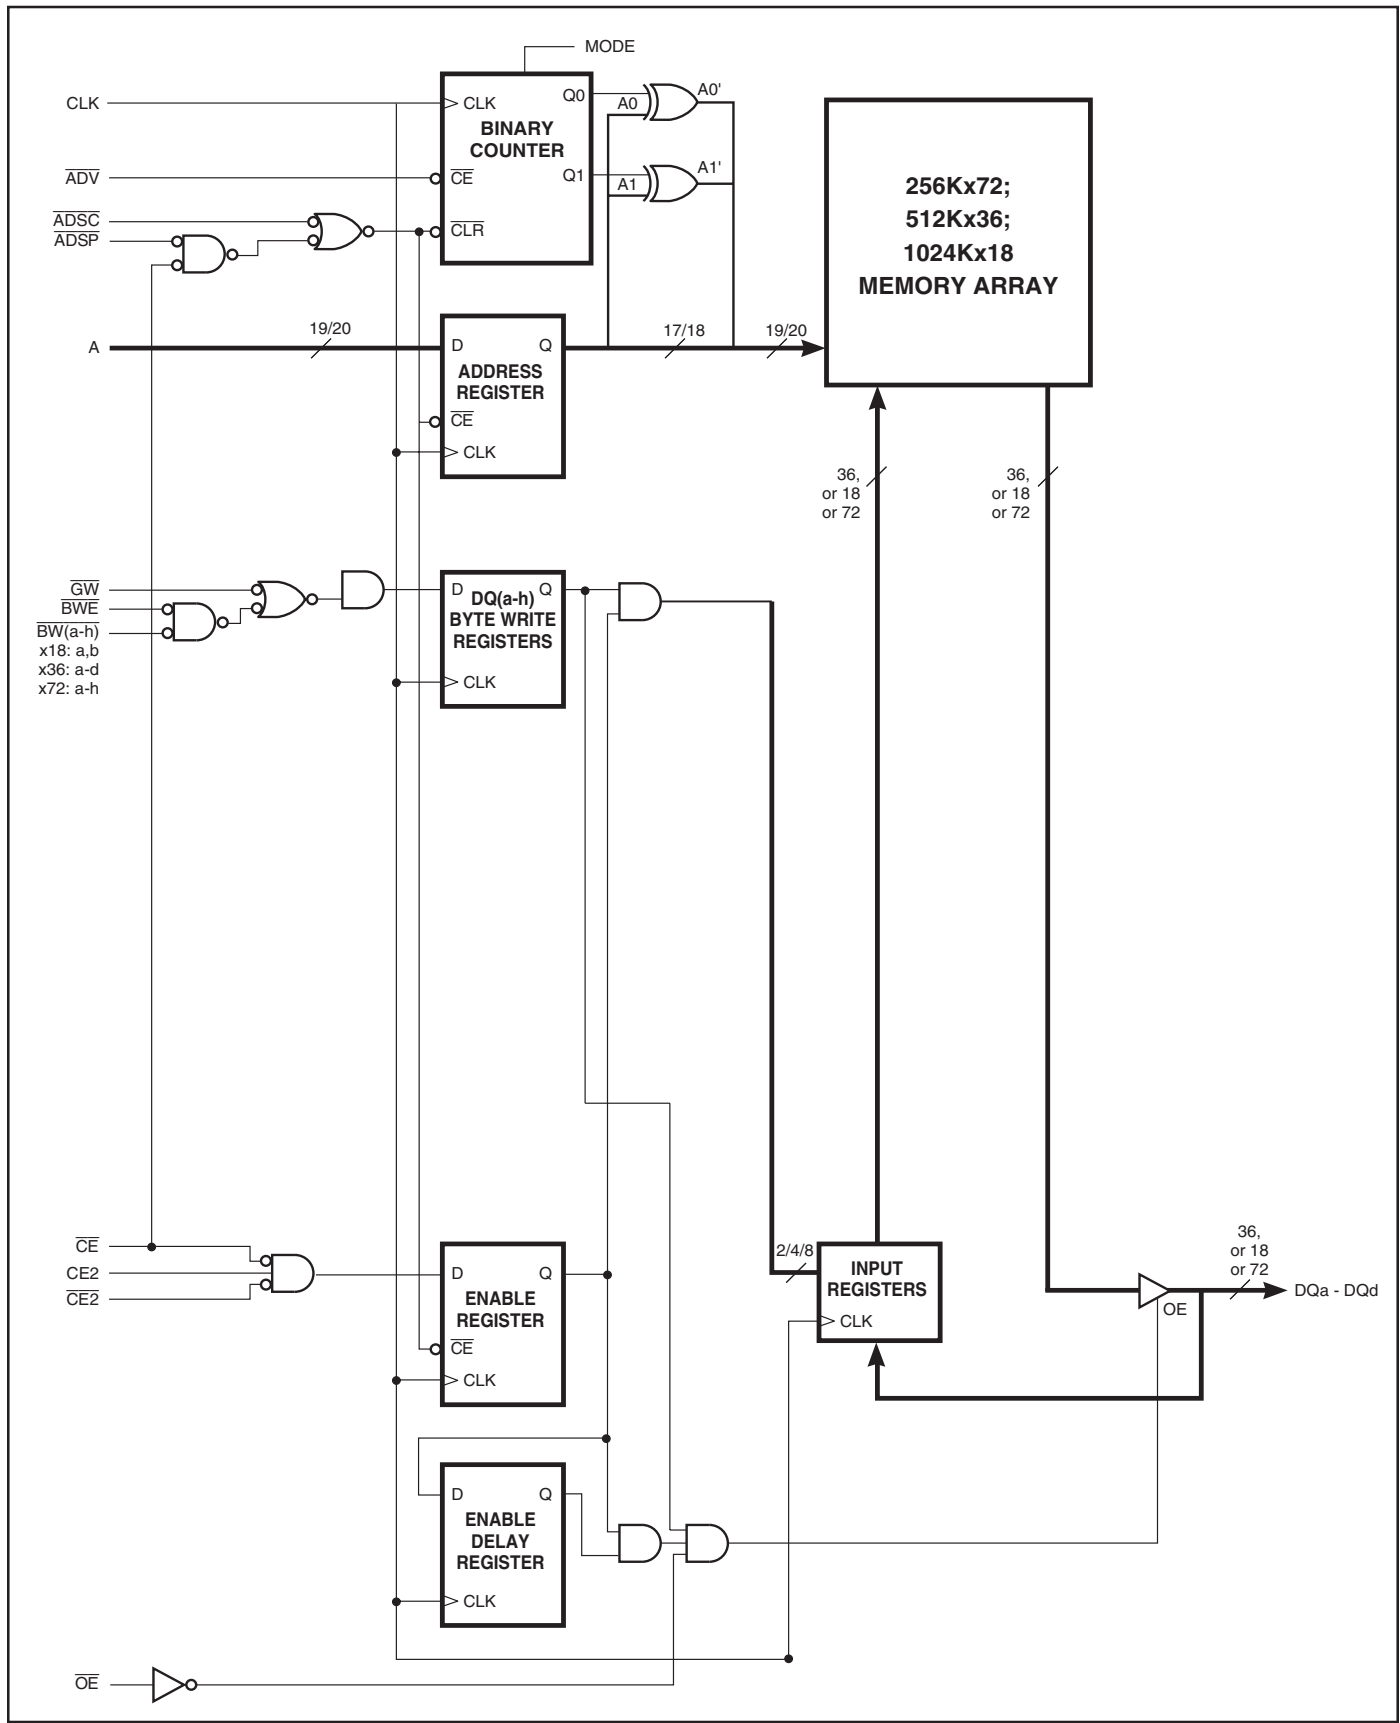 MODE
CLK
CLK
Q0
A0
A0'
BINARY
COUNTER
ADV
CE
Q1
A1
A1'
ADSC
ADSP
CLR
256Kx72;
512Kx36;
1024Kx18
MEMORY ARRAY
A
19/20
D
Q
17/18
19/20
ADDRESS
REGISTER
CE
CLK
36,
or 18
or 72
36,
or 18
or 72
GW
BWE
BW(a-h)
x18: a,b
x36: a-d
x72: a-h
D
Q
DQ(a-h)
BYTE WRITE
REGISTERS
CLK
CE
CE2
CE2
D
Q
ENABLE
REGISTER
CE
CLK
2/4/8
INPUT
REGISTERS
CLK
36,
or 18
or 72
OE
DQa - DQd
D
Q
ENABLE
DELAY
REGISTER
CLK
OE